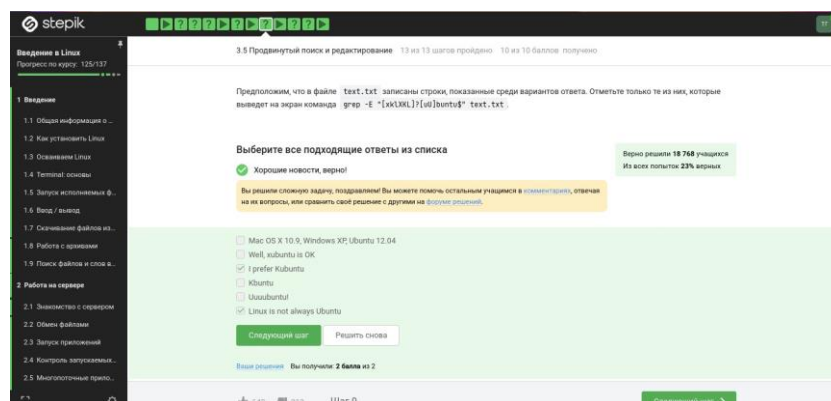 stepik
Введение в Linux
Прогресс по курсу: 125/137
3.5 Продвинутый поиск и редактирование 13 из 13 шагов пройдено 10 из 10 баллов получено
1 Введение
1.1 Общая информация о ...
1.2 Как установить Linux
1.3 Осваиваем Linux
1.4 Terminal: основы
1.5 Запуск исполняемых ф...
1.6 Ввод / вывод
1.7 Скачивание файлов из...
1.8 Работа с архивами
1.9 Поиск файлов и слов в...
2 Работа на сервере
2.1 Знакомство с сервером
2.2 Обмен файлами
2.3 Запуск приложений
2.4 Контроль запускаемых...
2.5 Многопоточные прило...
Предположим, что в файле text.txt записаны строки, показанные среди вариантов ответа. Отметьте только те из них, которые
выведет на экран команда grep -E "[xklXKL]?[uU]buntu$" text.txt .
Выберите все подходящие ответы из списка
Верно решили 18 768 учащихся
Из всех попыток 23% верных
Хорошие новости, верно!
Вы решили сложную задачу, поздравляем! Вы можете помочь остальным учащимся в комментариях, отвечая
на их вопросы, или сравнить своё решение с другими на форуме решений.
Mac OS X 10.9, Windows XP, Ubuntu 12.04
Well, xubuntu is OK
I prefer Kubuntu
Kbuntu
Uuuubuntu!
Linux is not always Ubuntu
Следующий шаг Решить снова
Ваши решения Вы получили: 2 балла из 2